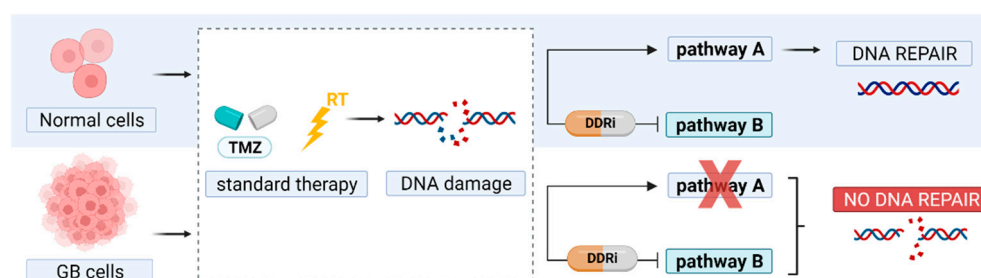 pathway A
DNA REPAIR
Normal cells
RT
TMZ
DDRi
pathway B
standard therapy
DNA damage
pathway A
NO DNA REPAIR
GB cells
DDRi
pathway B